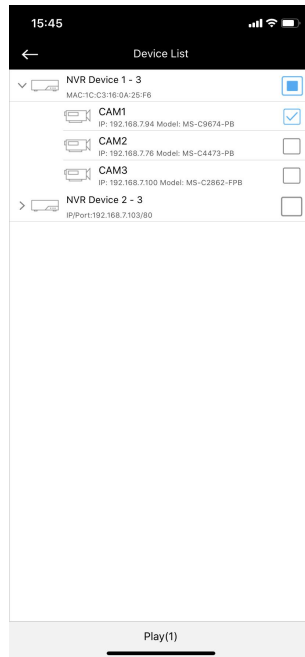 15:45
Device List
NVR Device 1 - 3
MAC:1C:C3:16:0A:25:F6
CAM1
IP: 192.168.7.94 Model: MS-C9674-PB
CAM2
IP: 192.168.7.76 Model: MS-C4473-PB
CAM3
IP: 192.168.7.100 Model: MS-C2862-FPB
NVR Device 2 - 3
IP/Port:192.168.7.103/80
Play(1)